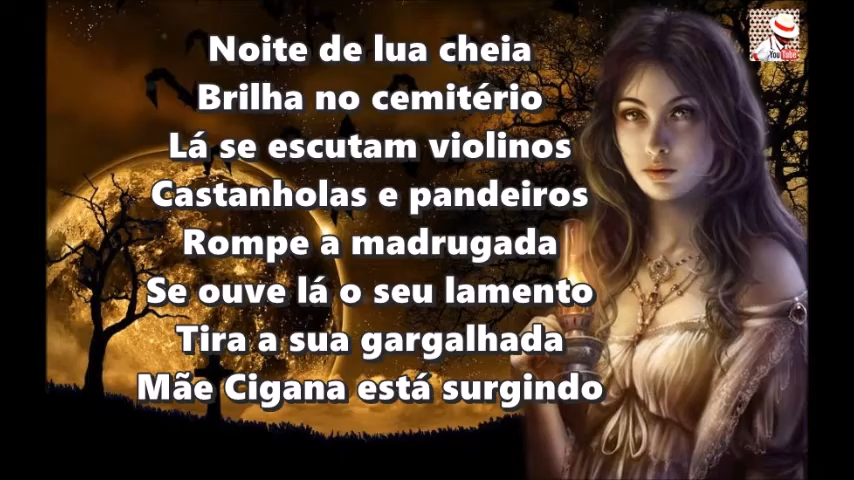 Noite de lua cheia
Brilha no cemitério
Lá se escutam violinos
Castanholas e pandeiros
Rompe a madrugada
Se ouve lá o seu lamento
Tira a sua gargalhada
Mãe Cigana está surgindo
YouTube